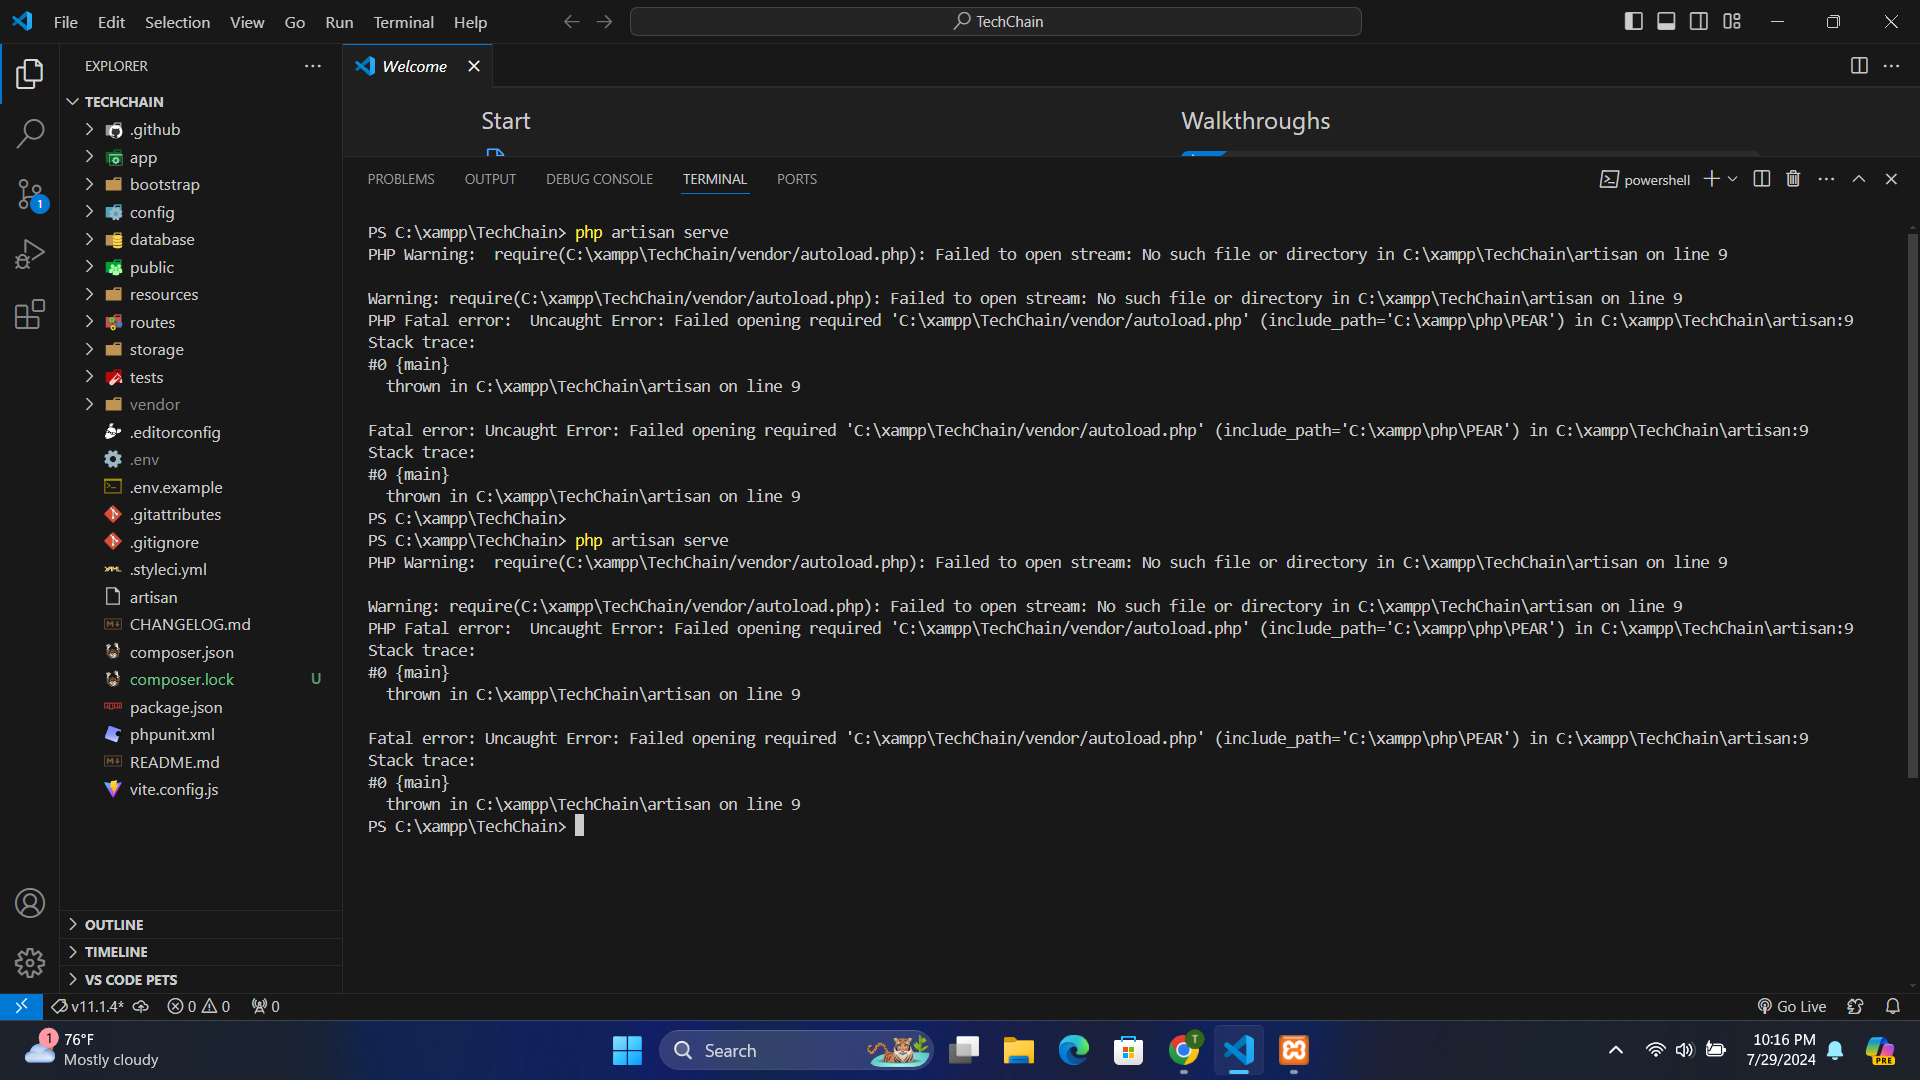 File Edit Selection View Go Run Terminal Help
TechChain
EXPLORER
Welcome
TECHCHAIN
.github
app
bootstrap
config
database
public
resources
routes
storage
tests
vendor
.editorconfig
.env
.env.example
.gitattributes
.gitignore
.styleci.yml
artisan
CHANGELOG.md
composer.json
composer.lock U
package.json
phpunit.xml
README.md
vite.config.js
OUTLINE
TIMELINE
VS CODE PETS
1
Start
Walkthroughs
PROBLEMS OUTPUT DEBUG CONSOLE TERMINAL PORTS
powershell
PS C:\xampp\TechChain> php artisan serve
PHP Warning:  require(C:\xampp\TechChain/vendor/autoload.php): Failed to open stream: No such file or directory in C:\xampp\TechChain\artisan on line 9
Warning: require(C:\xampp\TechChain/vendor/autoload.php): Failed to open stream: No such file or directory in C:\xampp\TechChain\artisan on line 9
PHP Fatal error:  Uncaught Error: Failed opening required 'C:\xampp\TechChain/vendor/autoload.php' (include_path='C:\xampp\php\PEAR') in C:\xampp\TechChain\artisan:9
Stack trace:
#0 {main}
  thrown in C:\xampp\TechChain\artisan on line 9
Fatal error: Uncaught Error: Failed opening required 'C:\xampp\TechChain/vendor/autoload.php' (include_path='C:\xampp\php\PEAR') in C:\xampp\TechChain\artisan:9
Stack trace:
#0 {main}
  thrown in C:\xampp\TechChain\artisan on line 9
PS C:\xampp\TechChain>
PS C:\xampp\TechChain> php artisan serve
PHP Warning:  require(C:\xampp\TechChain/vendor/autoload.php): Failed to open stream: No such file or directory in C:\xampp\TechChain\artisan on line 9
Warning: require(C:\xampp\TechChain/vendor/autoload.php): Failed to open stream: No such file or directory in C:\xampp\TechChain\artisan on line 9
PHP Fatal error:  Uncaught Error: Failed opening required 'C:\xampp\TechChain/vendor/autoload.php' (include_path='C:\xampp\php\PEAR') in C:\xampp\TechChain\artisan:9
Stack trace:
#0 {main}
  thrown in C:\xampp\TechChain\artisan on line 9
Fatal error: Uncaught Error: Failed opening required 'C:\xampp\TechChain/vendor/autoload.php' (include_path='C:\xampp\php\PEAR') in C:\xampp\TechChain\artisan:9
Stack trace:
#0 {main}
  thrown in C:\xampp\TechChain\artisan on line 9
PS C:\xampp\TechChain>
v11.1.4* 0 0 0 Go Live
1
76°F
Mostly cloudy
Search
T
10:16 PM
7/29/2024
PRE